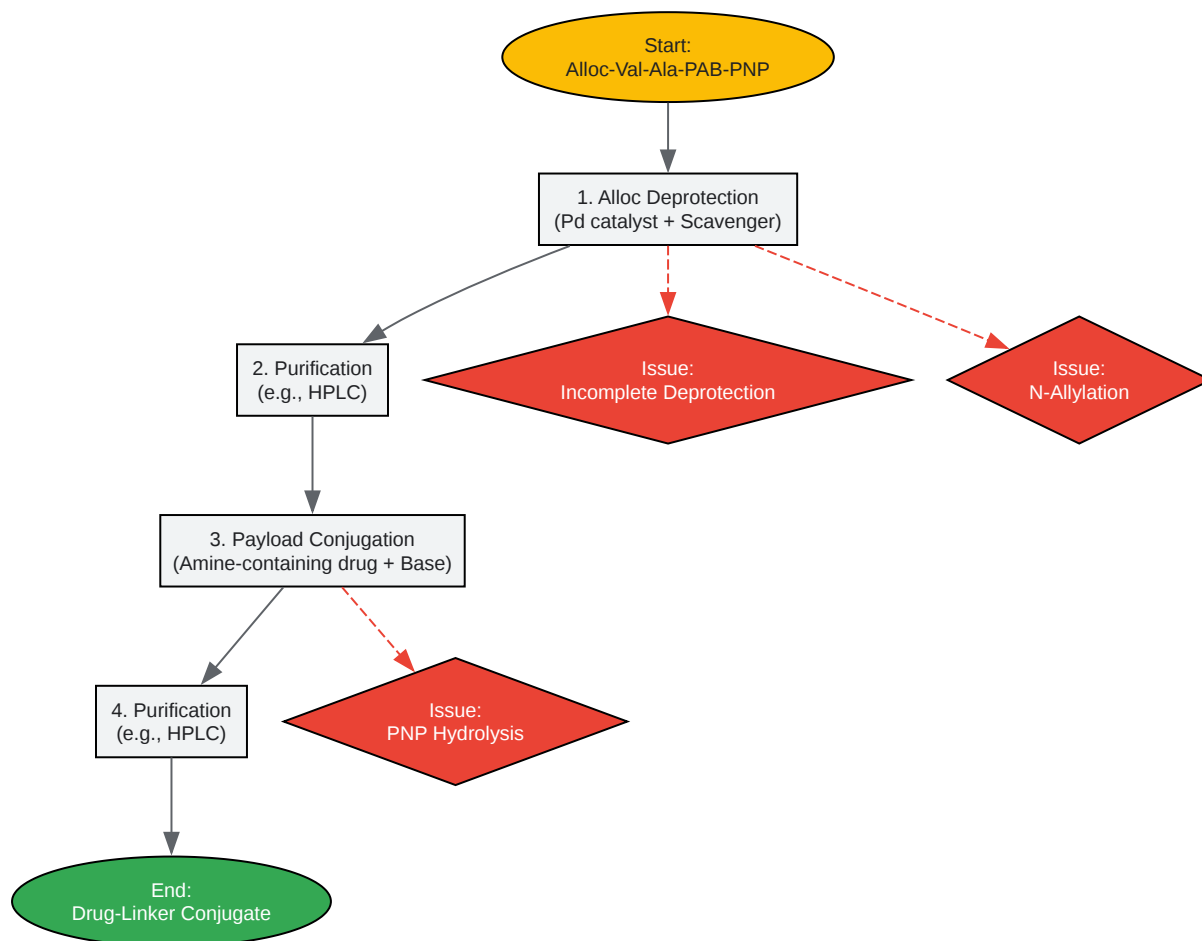 Start:
Alloc-Val-Ala-PAB-PNP
1. Alloc Deprotection
(Pd catalyst + Scavenger)
2. Purification
(e.g., HPLC)
Issue:
Incomplete Deprotection
Issue:
N-Allylation
3. Payload Conjugation
(Amine-containing drug + Base)
4. Purification
(e.g., HPLC)
Issue:
PNP Hydrolysis
End:
Drug-Linker Conjugate